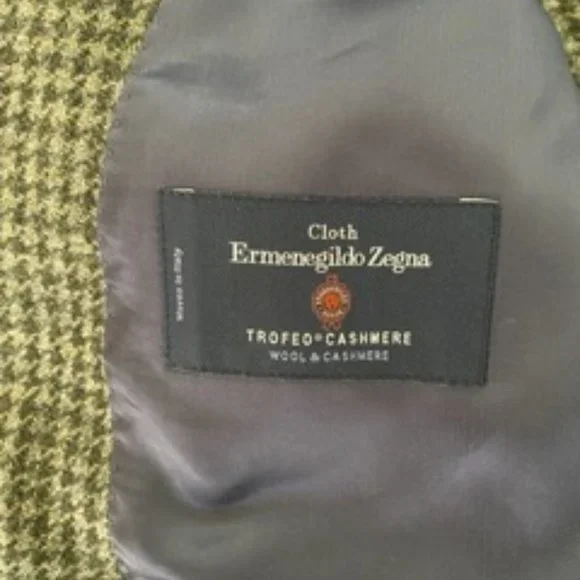 Cloth
Ermenegildo Zegna
TROFEO® CASHMERE
WOOL & CASHMERE
Woven in Italy